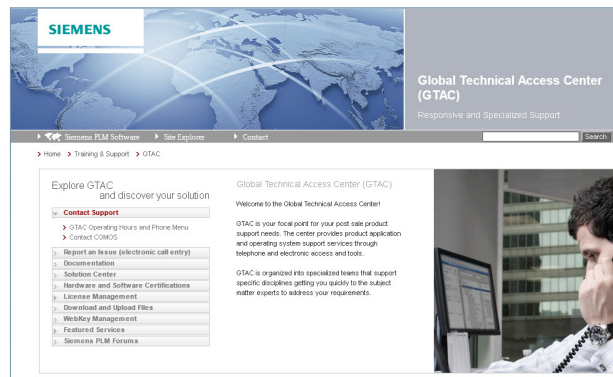 SIEMENS
Global Technical Access Center
(GTAC)
Responsive and Specialized Support
Siemens PLM Software Site Explorer Contact Search
Home Training & Support GTAC
Explore GTAC
and discover your solution
Contact Support
GTAC Operating Hours and Phone Menu
Contact COMOS
Report an Issue (electronic call entry)
Documentation
Solution Center
Hardware and Software Certifications
License Management
Download and Upload Files
WebKey Management
Featured Services
Siemens PLM Forums
Global Technical Access Center (GTAC)
Welcome to the Global Technical Access Center!
GTAC is your focal point for your post sale product
support needs. The center provides product application
and operating system support services through
telephone and electronic access and tools.
GTAC is organized into specialized teams that support
specific disciplines getting you quickly to the subject
matter experts to address your requirements.